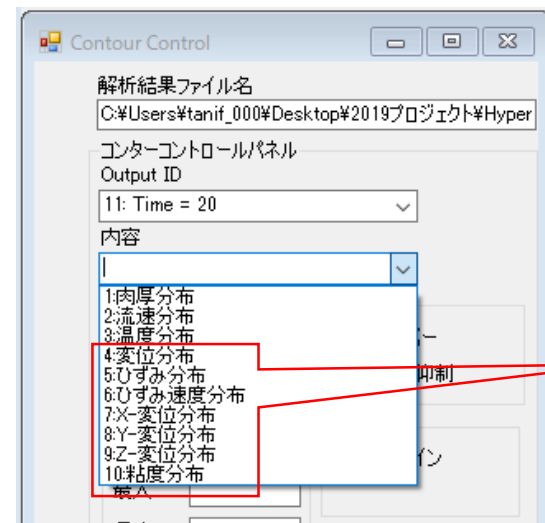 Contour Control
解析結果ファイル名
C:¥Users¥tanif_000¥Desktop¥2019プロジェクト¥Hyper
コンターコントロールパネル
Output ID
11: Time = 20
内容
1:肉厚分布
2:流速分布
3:温度分布
4:変位分布
5:ひずみ分布
抑制
6:ひずみ速度分布
7:X-変位分布
8:Y-変位分布
9:Z-変位分布
イン
10:粘度分布
最大